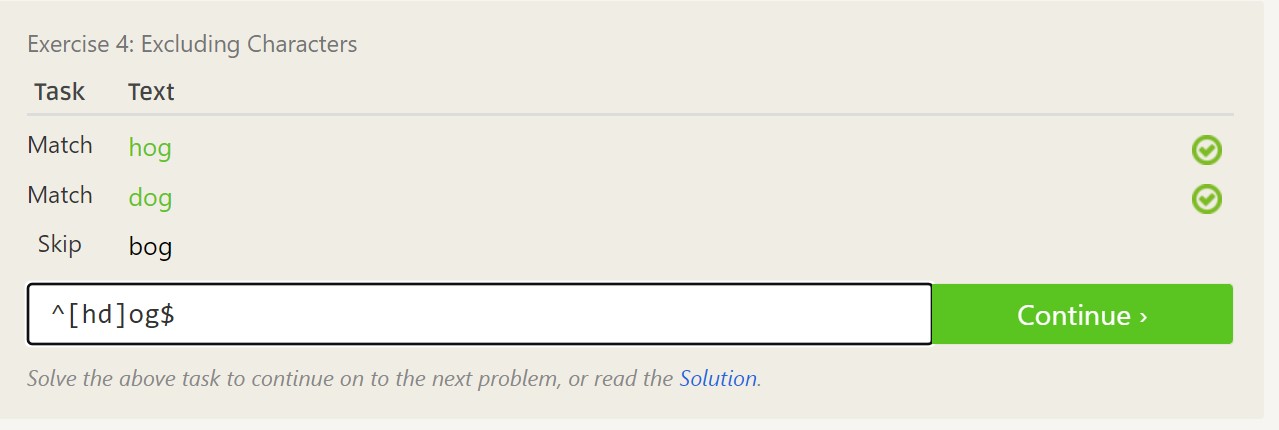 Exercise 4: Excluding Characters
Task Text
Match hog
Match dog
Skip bog
^[hd]og$
Continue ›
Solve the above task to continue on to the next problem, or read the Solution.